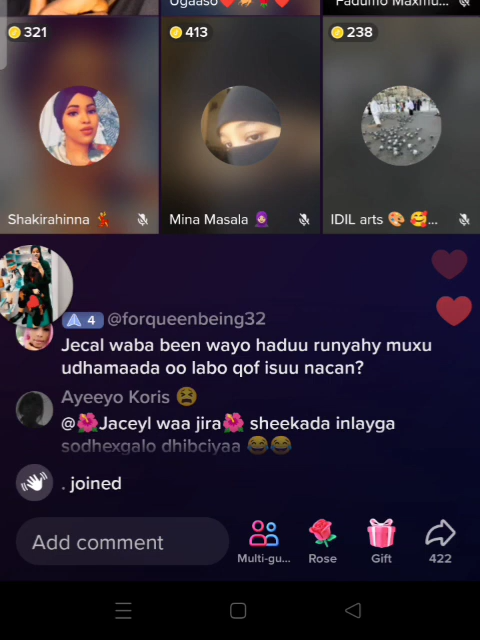 Ugaaso❤️
Fadumo Maxmu...
321
413
238
Shakirahinna 💃
Mina Masala 🧕
IDIL arts 🎨 🥰...
4 @forqueenbeing32
Jecal waba been wayo haduu runyahy muxu
udhamaada oo labo qof isuu nacan?
Ayeeyo Koris 😫
@🌺Jaceyl waa jira🌺 sheekada inlayga
sodhexgalo dhibciyaa 😂😂
. joined
Add comment
Multi-gu...
Rose
Gift
422